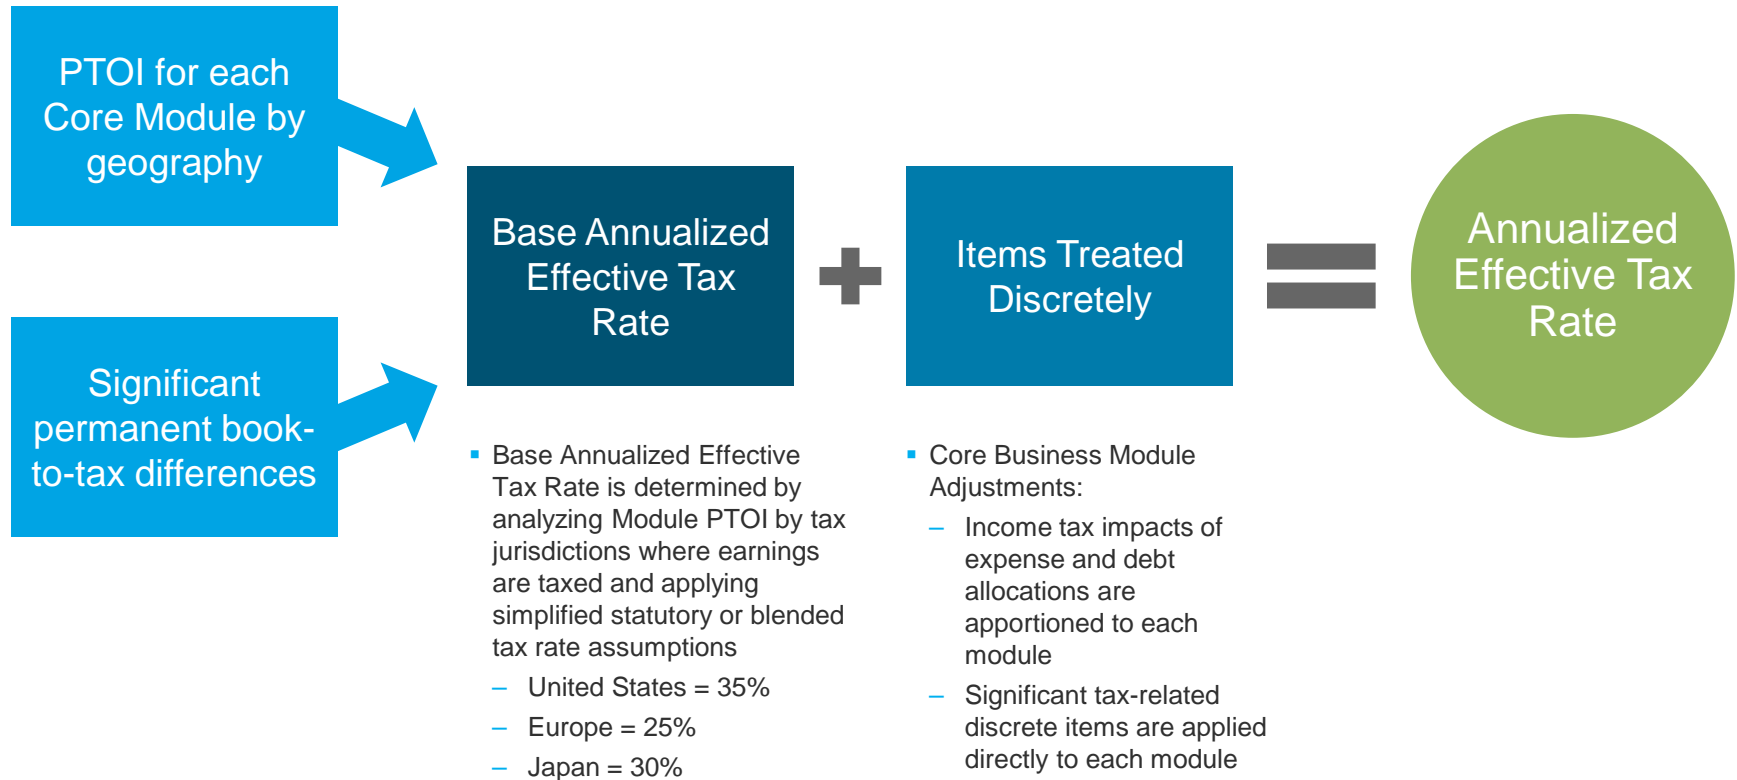 PTOI for each
Core Module by
geography
Significant
permanent book-
to-tax differences
Base Annualized
Effective Tax
Rate
Items Treated
Discretely
Annualized
Effective Tax
Rate
▪ Base Annualized Effective
Tax Rate is determined by
analyzing Module PTOI by tax
jurisdictions where earnings
are taxed and applying
simplified statutory or blended
tax rate assumptions
– United States = 35%
– Europe = 25%
– Japan = 30%
▪ Core Business Module
Adjustments:
– Income tax impacts of
expense and debt
allocations are
apportioned to each
module
– Significant tax-related
discrete items are applied
directly to each module